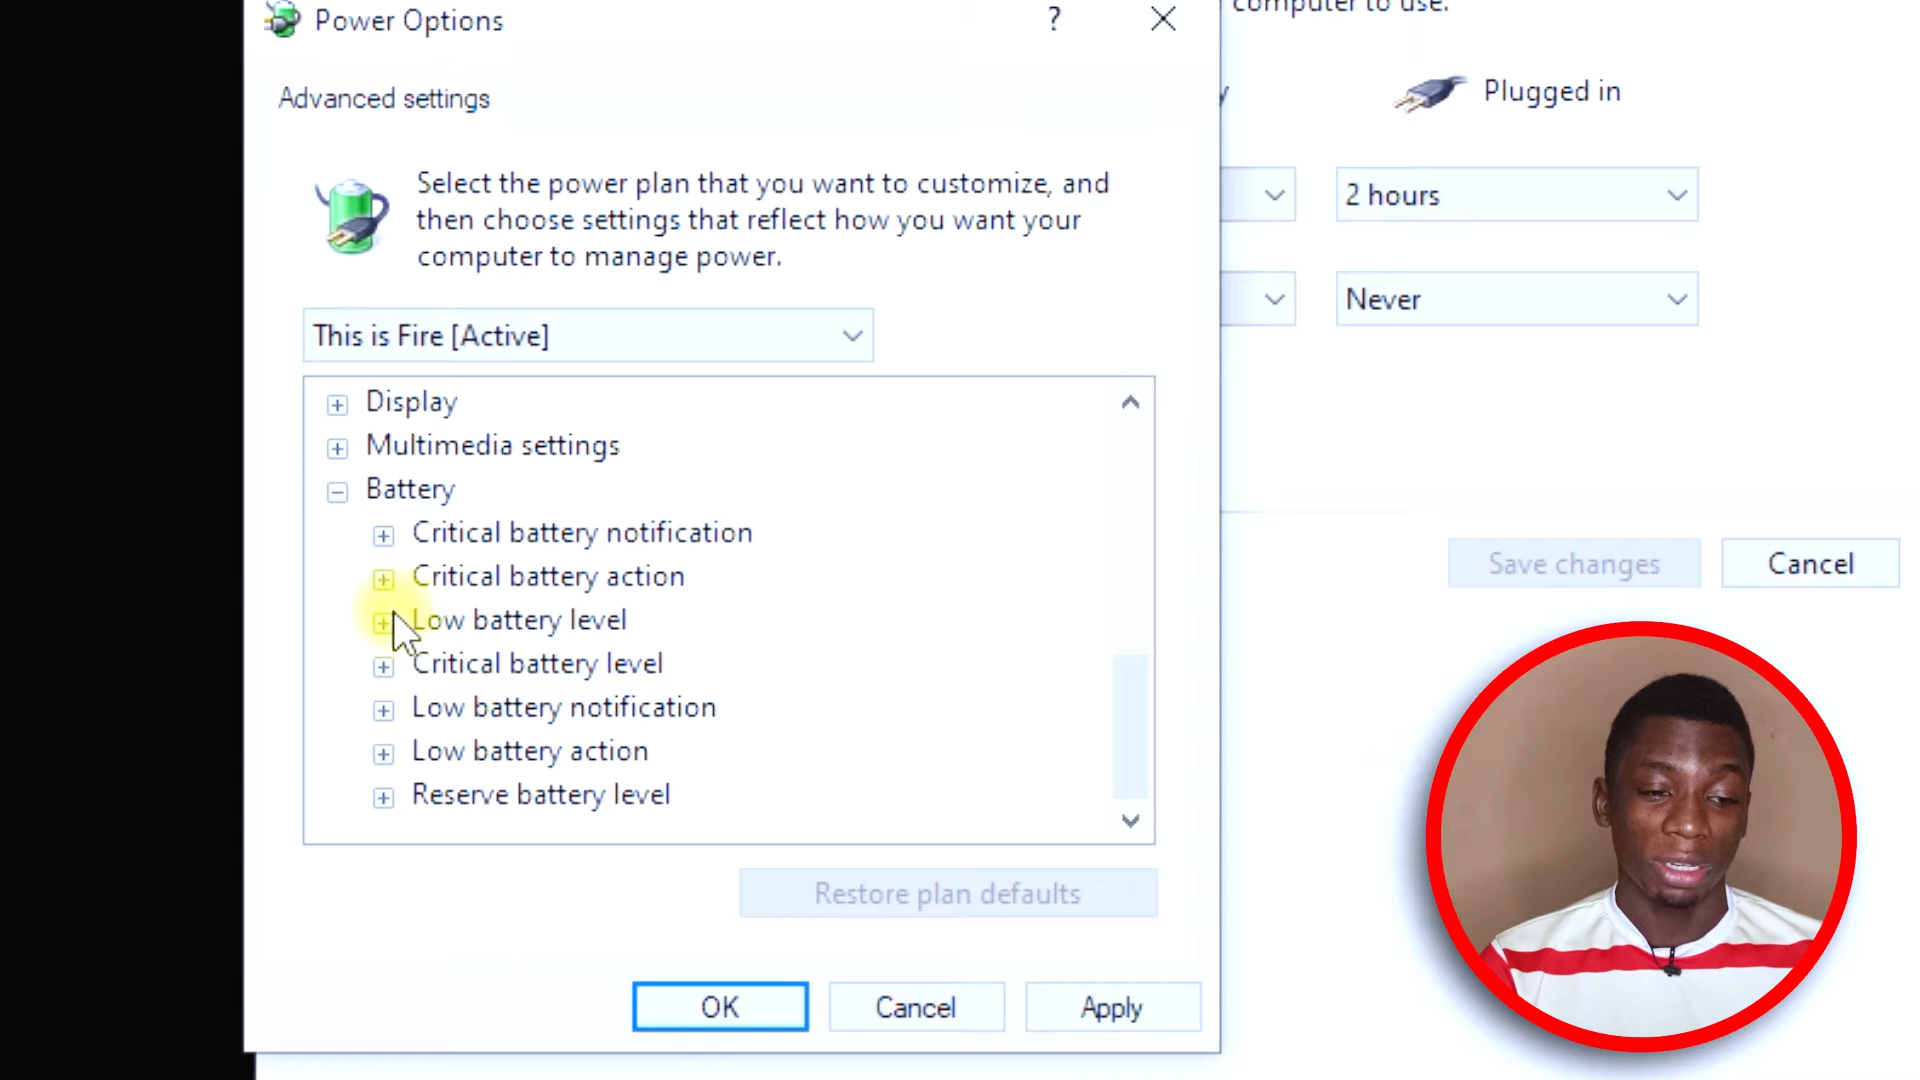 Power Options
?
computer to use.
Advanced settings
Plugged in
Select the power plan that you want to customize, and
then choose settings that reflect how you want your
computer to manage power.
2 hours
Never
This is Fire [Active]
Display
Multimedia settings
Battery
Critical battery notification
Critical battery action
Low battery level
Critical battery level
Low battery notification
Low battery action
Reserve battery level
Save changes
Cancel
Restore plan defaults
OK
Cancel
Apply